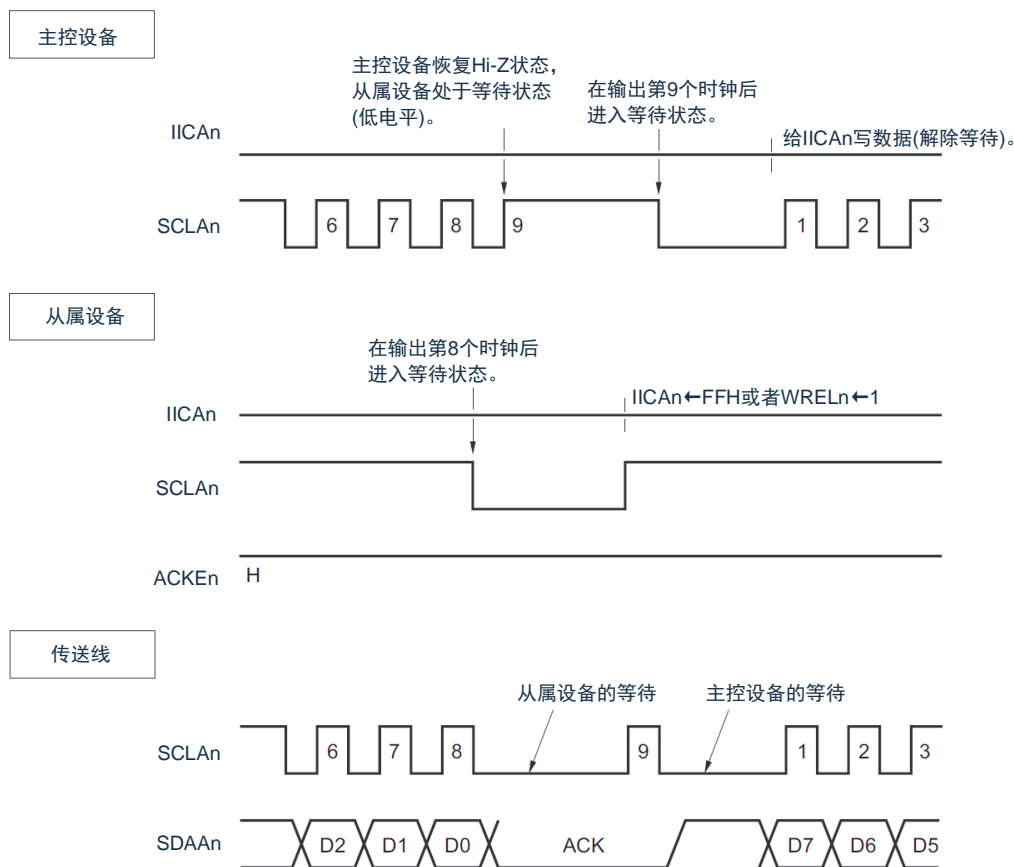 主控设备
主控设备恢复Hi-Z状态，
从属设备处于等待状态
(低电平)。
在输出第9个时钟后
进入等待状态。
IICAn
给IICAn写数据(解除等待)。
SCLAn
6 7 8 9 1 2 3
从属设备
在输出第8个时钟后
进入等待状态。
IICAn
IICAn←FFH或者WRELn←1
SCLAn
ACKEn H
传送线
从属设备的等待 主控设备的等待
SCLAn
6 7 8 9 1 2 3
SDAAn
D2 D1 D0 ACK D7 D6 D5